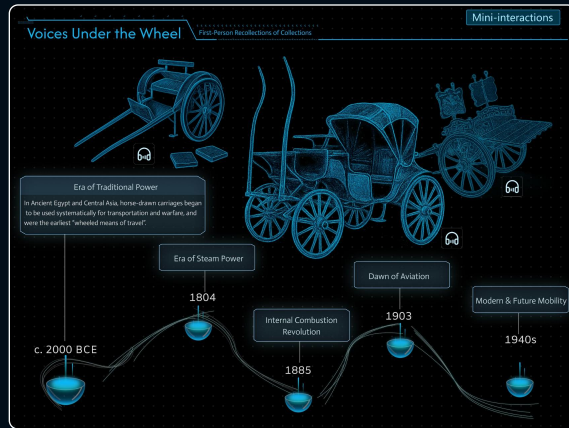 Voices Under the Wheel
First-Person Recollections of Collections
Mini-interactions
Era of Traditional Power
In Ancient Egypt and Central Asia, horse-drawn carriages began
to be used systematically for transportation and warfare, and
were the earliest "wheeled means of travel".
Era of Steam Power
Dawn of Aviation
Internal Combustion
Revolution
Modern & Future Mobility
c. 2000 BCE
1804
1885
1903
1940s